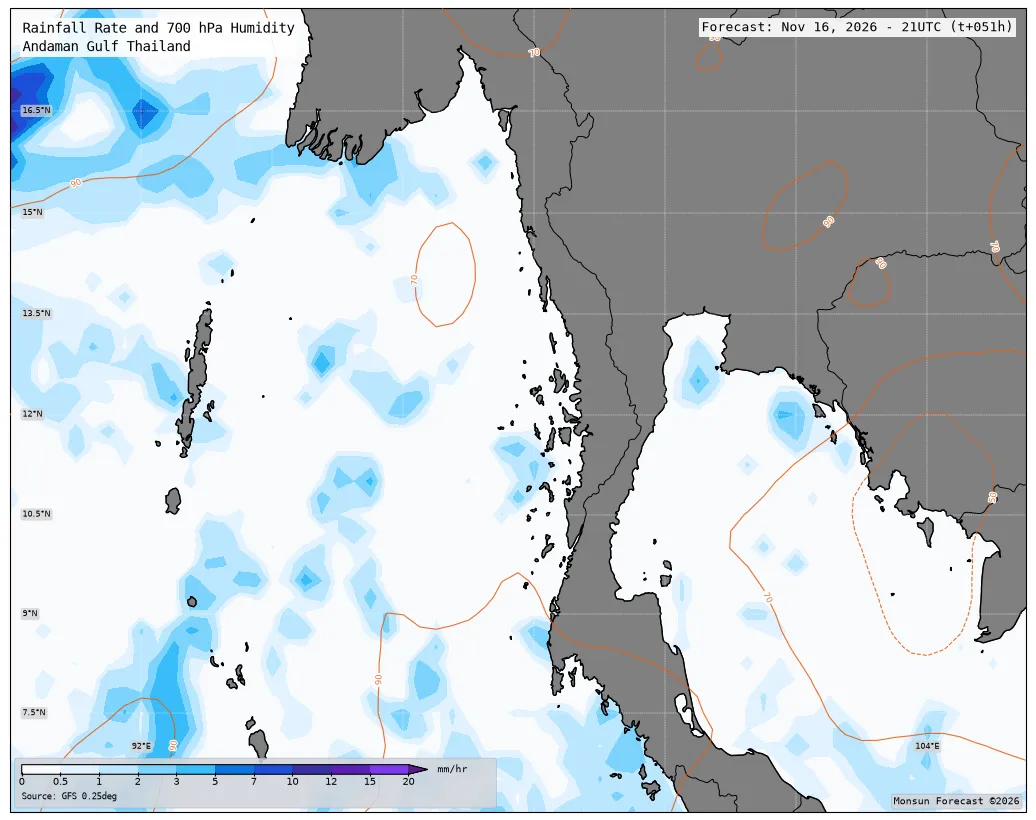 Rainfall Rate and 700 hPa Humidity
Andaman Gulf Thailand
Forecast: Nov 16, 2026 - 21UTC (t+051h)
70
16.5°N
90
15°N
90
70
90
70
13.5°N
12°N
50
10.5°N
9°N
70
90
7.5°N
92°E
90
104°E
0 0.5 1 2 3 5 7 10 12 15 20 mm/hr
Source: GFS 0.25deg
Monsun Forecast ©2026